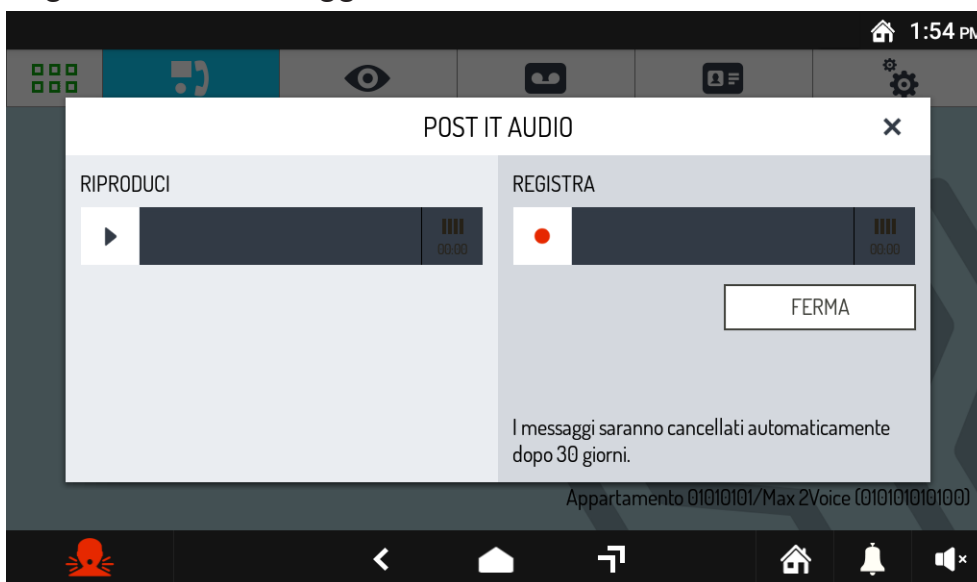 1:54 PM
POST IT AUDIO
RIPRODUCI
REGISTRA
00:00
00:00
FERMA
I messaggi saranno cancellati automaticamente
dopo 30 giorni.
Appartamento 01010101/Max 2Voice (010101010100)